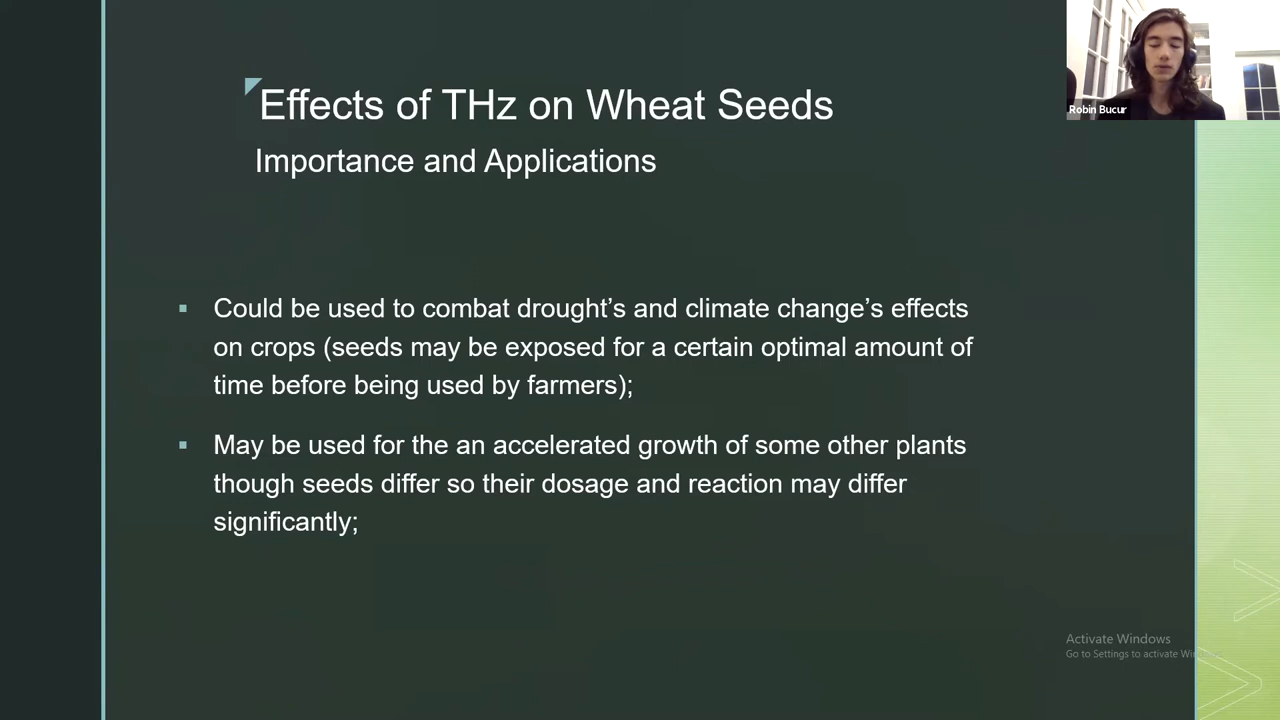 Robin Bucur
Effects of THz on Wheat Seeds
Importance and Applications
Could be used to combat drought’s and climate change’s effects
on crops (seeds may be exposed for a certain optimal amount of
time before being used by farmers);
May be used for the an accelerated growth of some other plants
though seeds differ so their dosage and reaction may differ
significantly;
Activate Windows
Go to Settings to activate